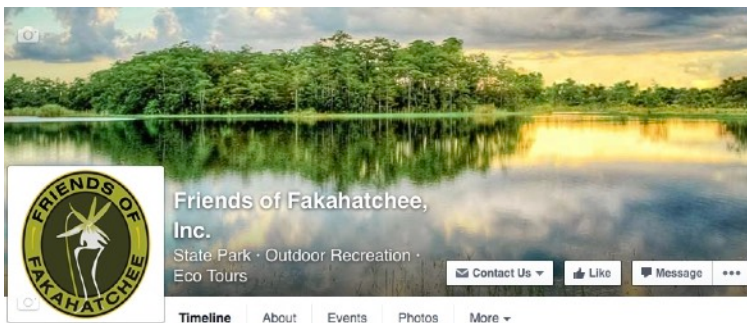 FRIENDS OF
FAKAHATCHEE
Friends of Fakahatchee,
Inc.
State Park · Outdoor Recreation ·
Eco Tours
Contact Us
Like
Message
Timeline
About
Events
Photos
More